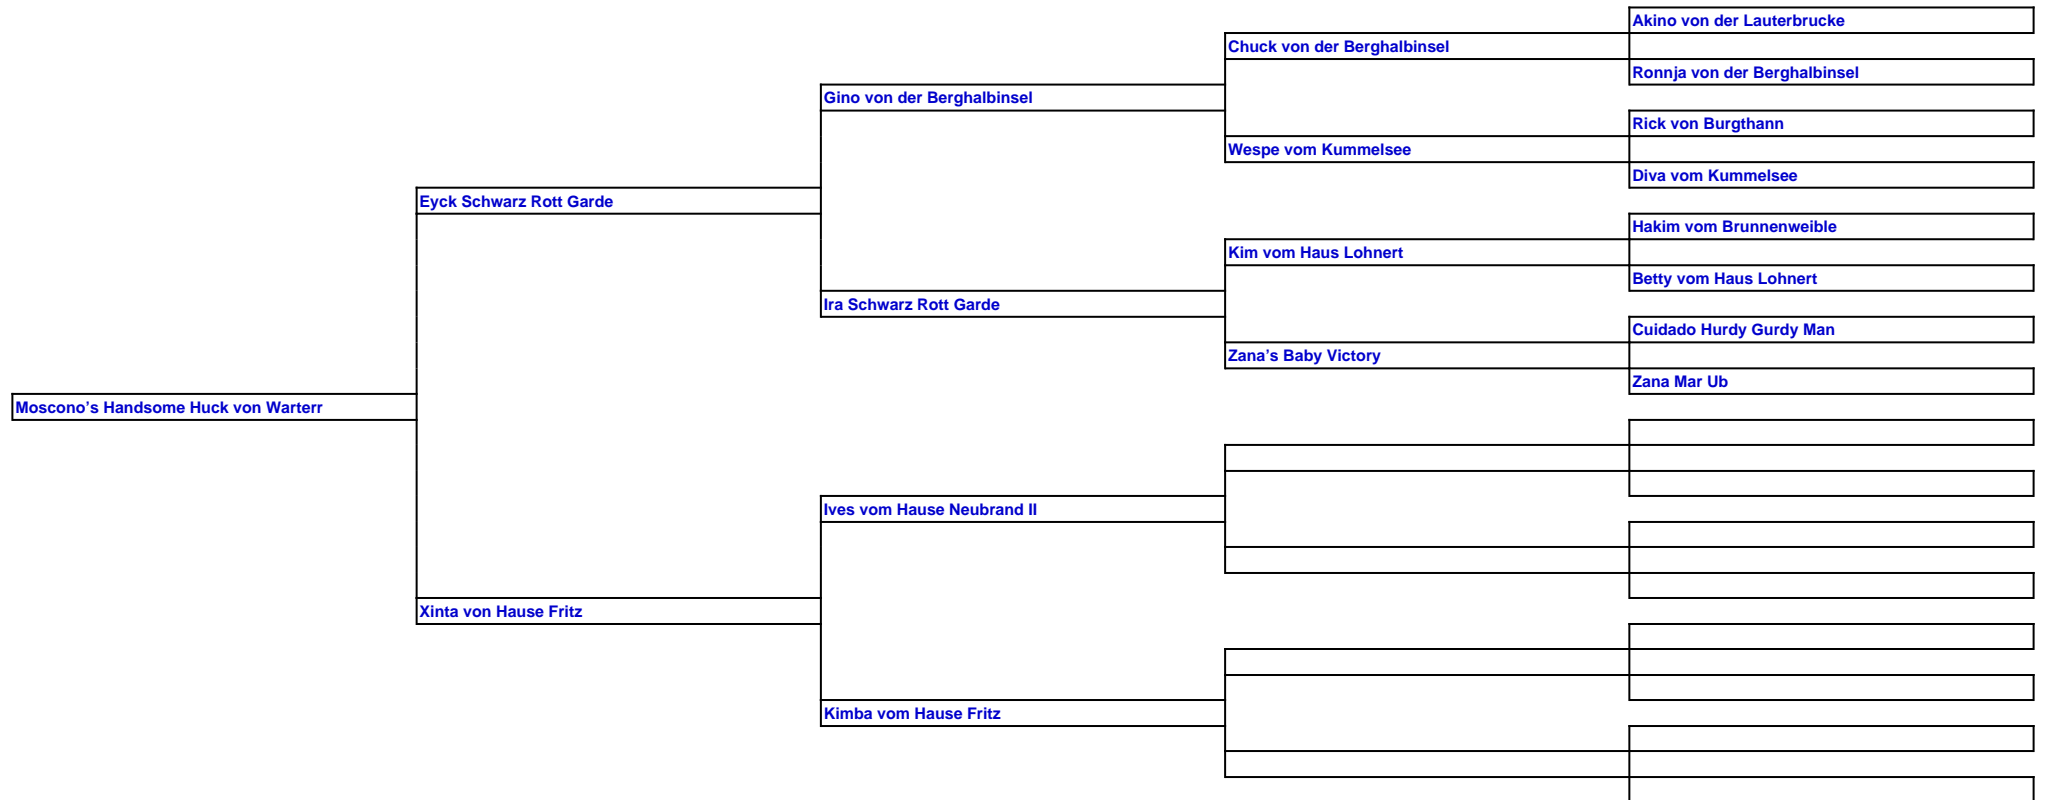 Akino von der Lauterbrucke
Chuck von der Berghalbinsel
Ronnja von der Berghalbinsel
Gino von der Berghalbinsel
Rick von Burgthann
Wespe vom Kummelsee
Diva vom Kummelsee
Eyck Schwarz Rott Garde
Hakim vom Brunnenweible
Kim vom Haus Lohnert
Betty vom Haus Lohnert
Ira Schwarz Rott Garde
Cuidado Hurdy Gurdy Man
Zana’s Baby Victory
Zana Mar Ub
Moscono’s Handsome Huck von Warterr
Ives vom Hause Neubrand II
Xinta von Hause Fritz
Kimba vom Hause Fritz